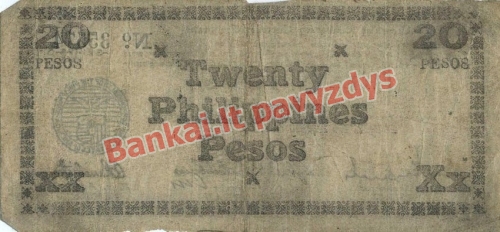 20 20
PESOS PESOS
Twenty
Philippines
Bankai.lt pavyzdys
Pesos
Xx Xx